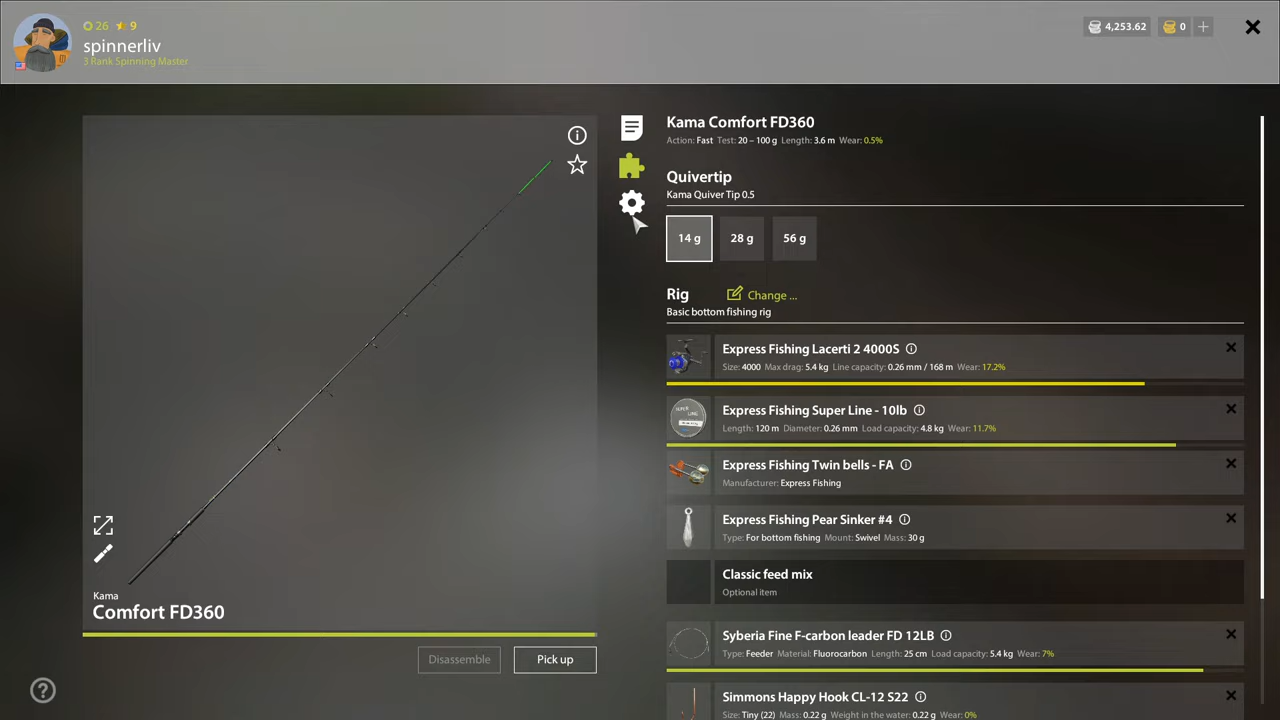 26 9
spinnerliv
3 Rank Spinning Master
4,253.62 0 +
Kama Comfort FD360
Action: Fast Test: 20 – 100 g Length: 3.6 m Wear: 0.5%
Quivertip
Kama Quiver Tip 0.5
14 g 28 g 56 g
Rig Change ...
Basic bottom fishing rig
Express Fishing Lacerti 2 4000S
Size: 4000 Max drag: 5.4 kg Line capacity: 0.26 mm / 168 m Wear: 17.2%
Express Fishing Super Line - 10lb
Length: 120 m Diameter: 0.26 mm Load capacity: 4.8 kg Wear: 11.7%
Express Fishing Twin bells - FA
Manufacturer: Express Fishing
Express Fishing Pear Sinker #4
Type: For bottom fishing Mount: Swivel Mass: 30 g
Classic feed mix
Optional item
Syberia Fine F-carbon leader FD 12LB
Type: Feeder Material: Fluorocarbon Length: 25 cm Load capacity: 5.4 kg Wear: 7%
Simmons Happy Hook CL-12 S22
Size: Tiny (22) Mass: 0.22 g Weight in the water: 0.22 g Wear: 0%
Kama
Comfort FD360
Disassemble Pick up
?